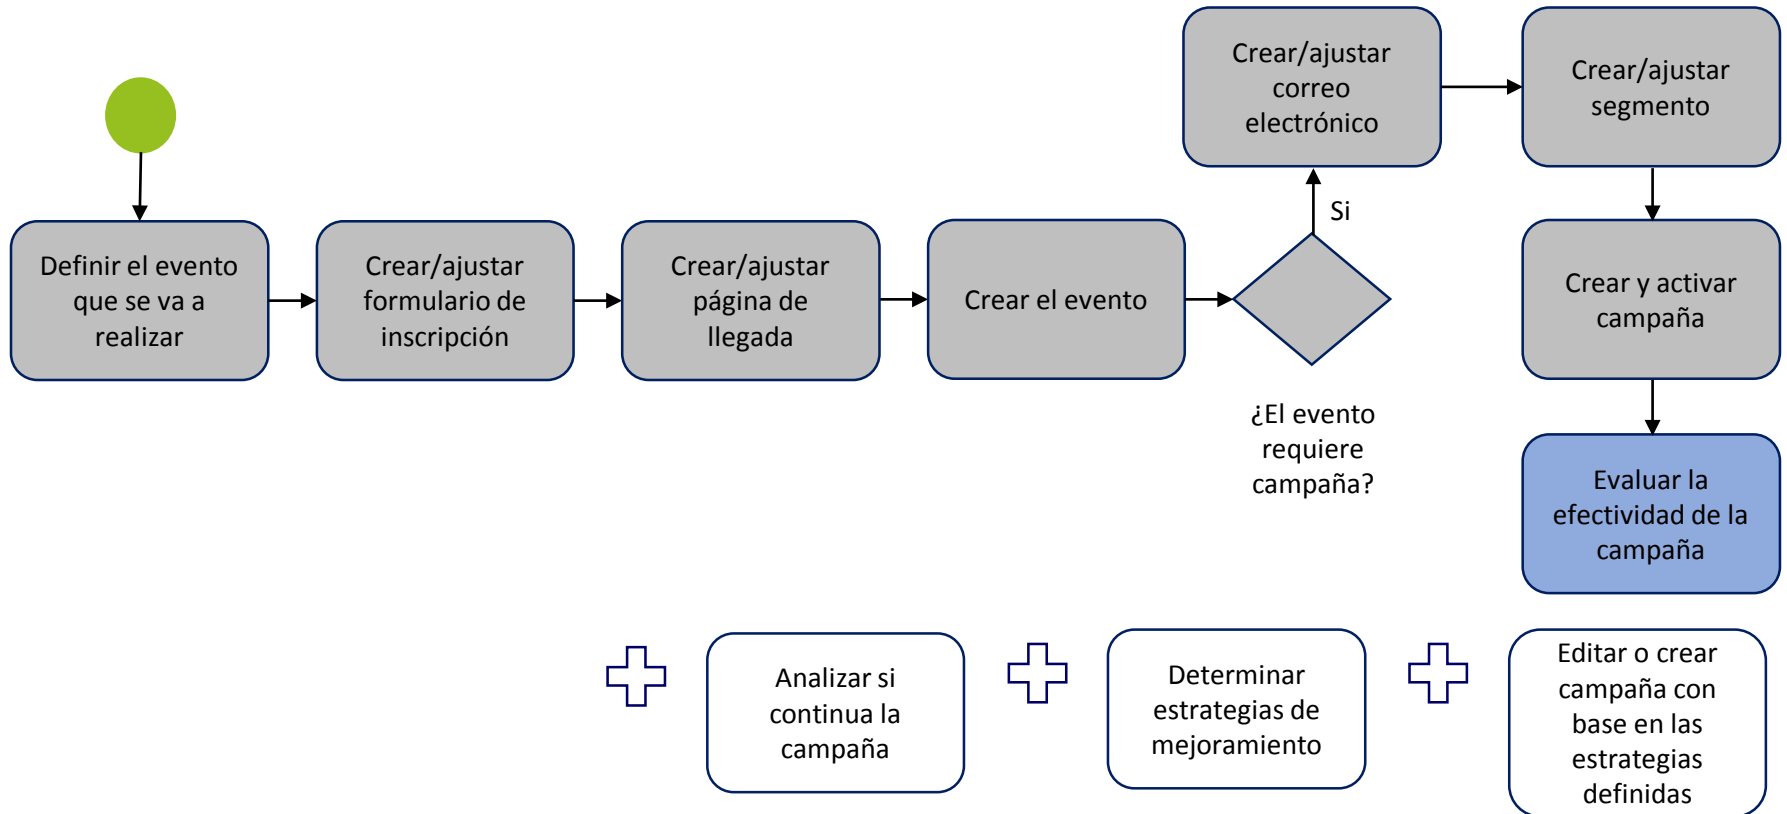 Definir el evento
que se va a
realizar
Crear/ajustar
formulario de
inscripción
Crear/ajustar
página de
llegada
Crear el evento
¿El evento
requiere
campaña?
Si
Crear/ajustar
correo
electrónico
Crear/ajustar
segmento
Crear y activar
campaña
Evaluar la
efectividad de la
campaña
Analizar si
continua la
campaña
Determinar
estrategias de
mejoramiento
Editar o crear
campaña con
base en las
estrategias
definidas